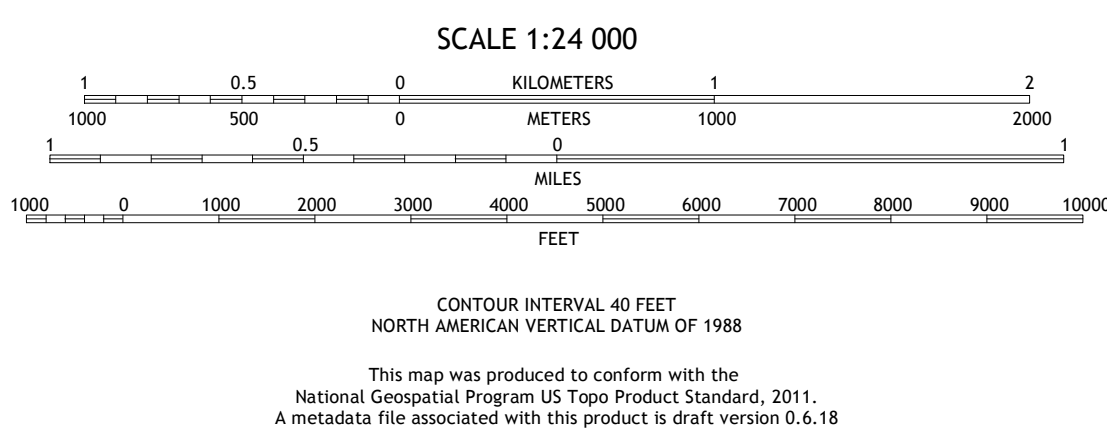 SCALE 1:24 000
1 0.5 0 KILOMETERS 1 2
1000 500 0 METERS 1000 2000
1 0.5 0 1
MILES
1000 0 1000 2000 3000 4000 5000 6000 7000 8000 9000 10000
FEET
CONTOUR INTERVAL 40 FEET
NORTH AMERICAN VERTICAL DATUM OF 1988
This map was produced to conform with the
National Geospatial Program US Topo Product Standard, 2011.
A metadata file associated with this product is draft version 0.6.18